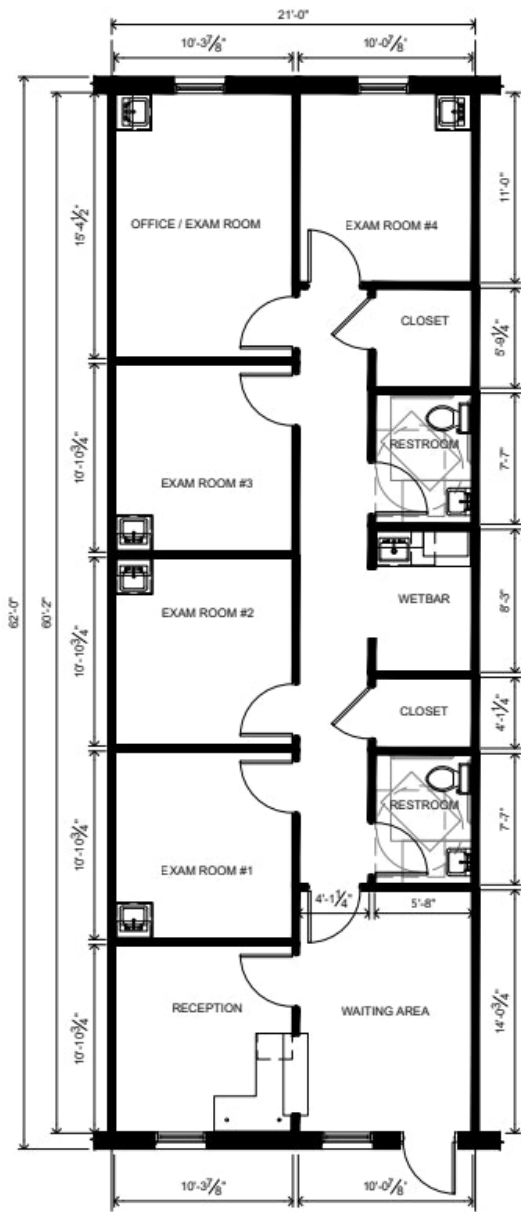 21'-0"
10'-3⅞"
10'-0⅞"
OFFICE / EXAM ROOM
EXAM ROOM #4
15'-4½"
11'-0"
CLOSET
5'-9¼"
RESTROOM
7'-7"
10'-10¾"
EXAM ROOM #3
62'-0"
60'-2"
EXAM ROOM #2
10'-10¾"
WETBAR
8'-3"
CLOSET
4'-1¼"
RESTROOM
7'-7"
10'-10¾"
EXAM ROOM #1
4'-1¼"
5'-8"
RECEPTION
WAITING AREA
10'-10¾"
14'-0¾"
10'-3⅞"
10'-0⅞"